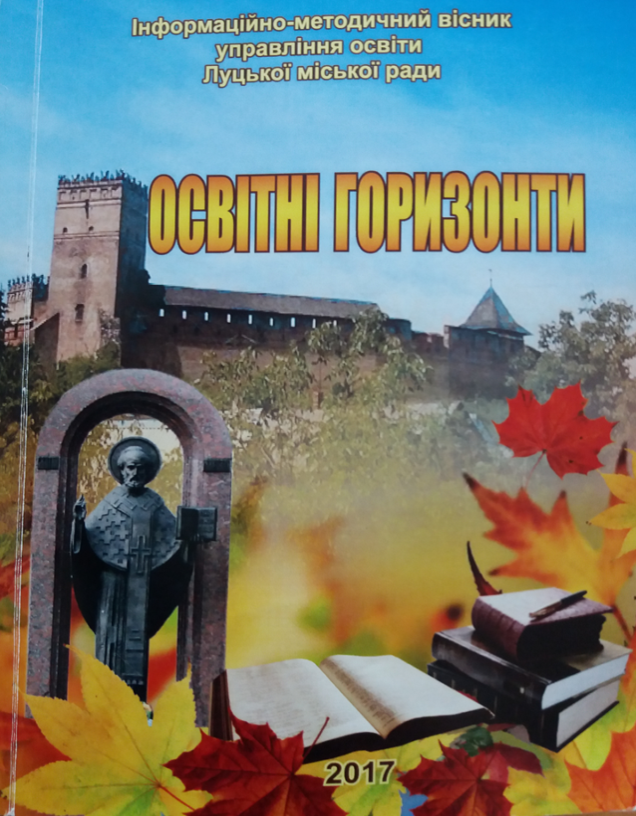 Інформаційно-методичний вісник
управління освіти
Луцької міської ради
ОСВІТНІ ГОРИЗОНТИ
2017